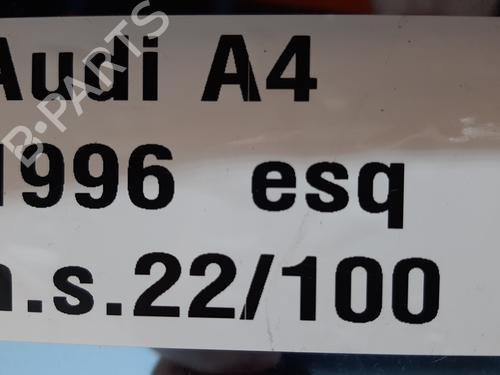 Audi A4
1996 esq
n.s.22/100
B-PARTS